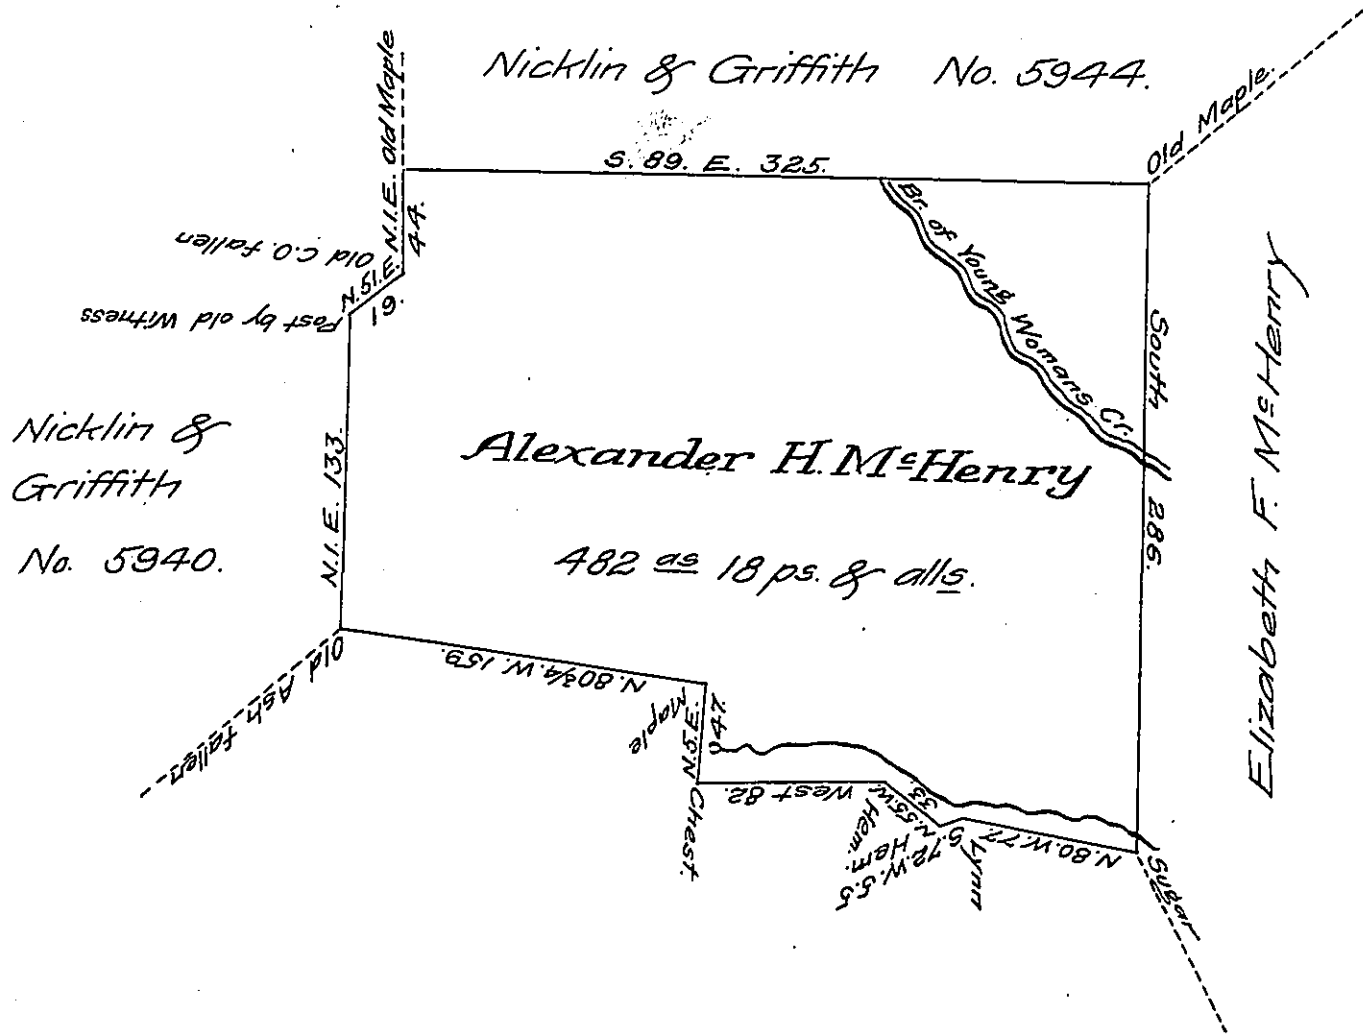 Nicklin & Griffith No. 5944.
Old Maple
Old Maple.
S. 89. E. 325.
N.1.E.
44.
Old C.O. fallen
N.51.E.
19.
Post by old Witness
Br. of Young Womans Cr.
South 286.
Elizabeth F. McHenry
Nicklin &
Griffith
No. 5940.
N.1.E. 133.
Alexander H. McHenry
482 as 18 ps. & alls.
Old Ash fallen
N. 80¾. W. 159.
Maple
N.5.E.
Chest.
West 82.
Hem.
N.55.W.
33.
Hem.
S.72.W. 5.5
Lynn
N.80.W.77.
Sugar